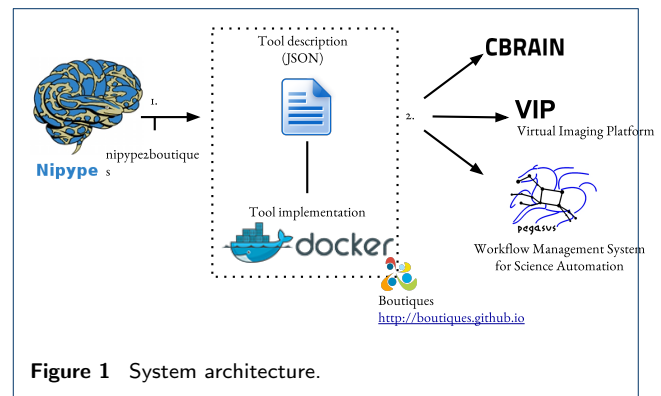 Tool description
(JSON)
CBRAIN
1.
2.
VIP
Virtual Imaging Platform
nipype2boutique
s
Nipype
Tool implementation
docker
pegasus
Workflow Management System
for Science Automation
Boutiques
http://boutiques.github.io
Figure 1 System architecture.